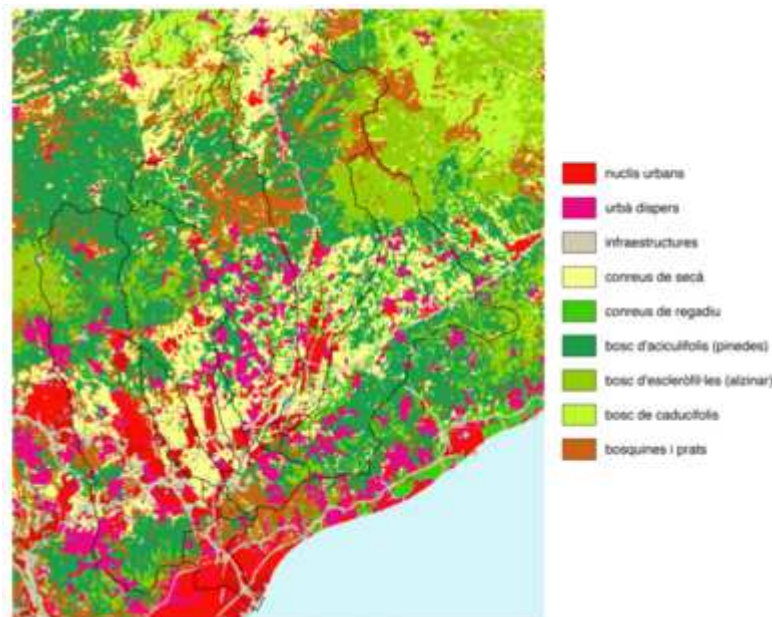 nuclis urbans
urbà dispers
infraestructures
conreus de secà
conreus de regadiu
bosc d'aciculifolis (pinedes)
bosc d'escleròfil·les (alzinar)
bosc de caducifolis
bosquines i prats